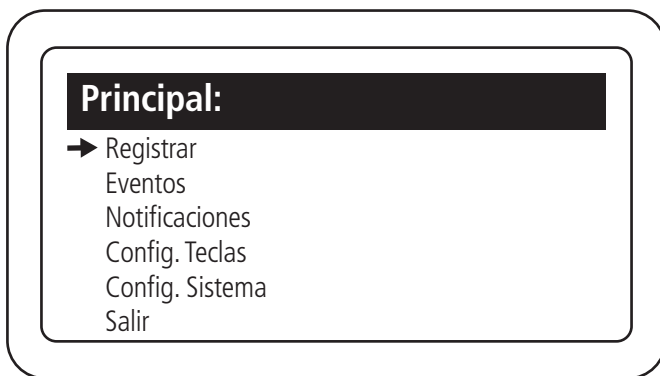 Principal:
Registrar
Eventos
Notificaciones
Config. Teclas
Config. Sistema
Salir